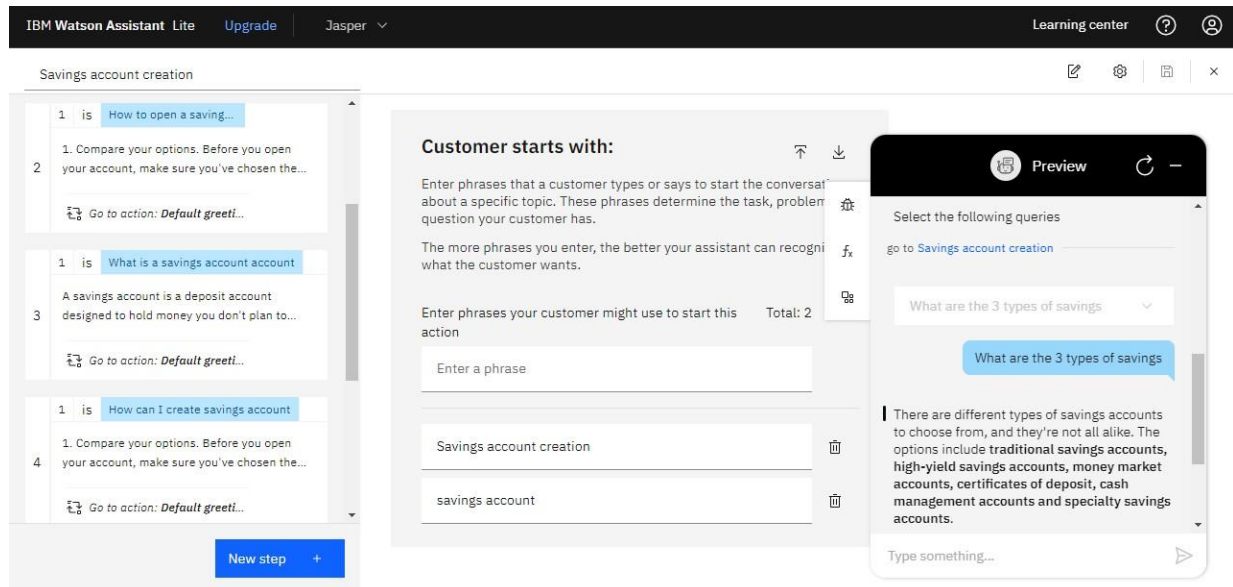 IBM Watson Assistant Lite Upgrade Jasper Learning center
Savings account creation
1 is How to open a saving...
2
1. Compare your options. Before you open
your account, make sure you've chosen the...
Go to action: Default greeti...
1 is What is a savings account account
3
A savings account is a deposit account
designed to hold money you don't plan to...
Go to action: Default greeti...
1 is How can I create savings account
4
1. Compare your options. Before you open
your account, make sure you've chosen the...
Go to action: Default greeti...
New step +
Customer starts with:
Enter phrases that a customer types or says to start the conversat
about a specific topic. These phrases determine the task, problem
question your customer has.
The more phrases you enter, the better your assistant can recogni
what the customer wants.
Enter phrases your customer might use to start this
action
Total: 2
Enter a phrase
Savings account creation
savings account
fx
Preview
Select the following queries
go to Savings account creation
What are the 3 types of savings
What are the 3 types of savings
There are different types of savings accounts
to choose from, and they're not all alike. The
options include traditional savings accounts,
high-yield savings accounts, money market
accounts, certificates of deposit, cash
management accounts and specialty savings
accounts.
Type something...